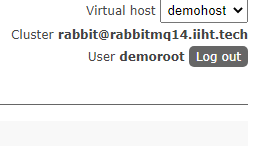 Virtual host demohost
Cluster rabbit@rabbitmq14.iiht.tech
User demoroot Log out